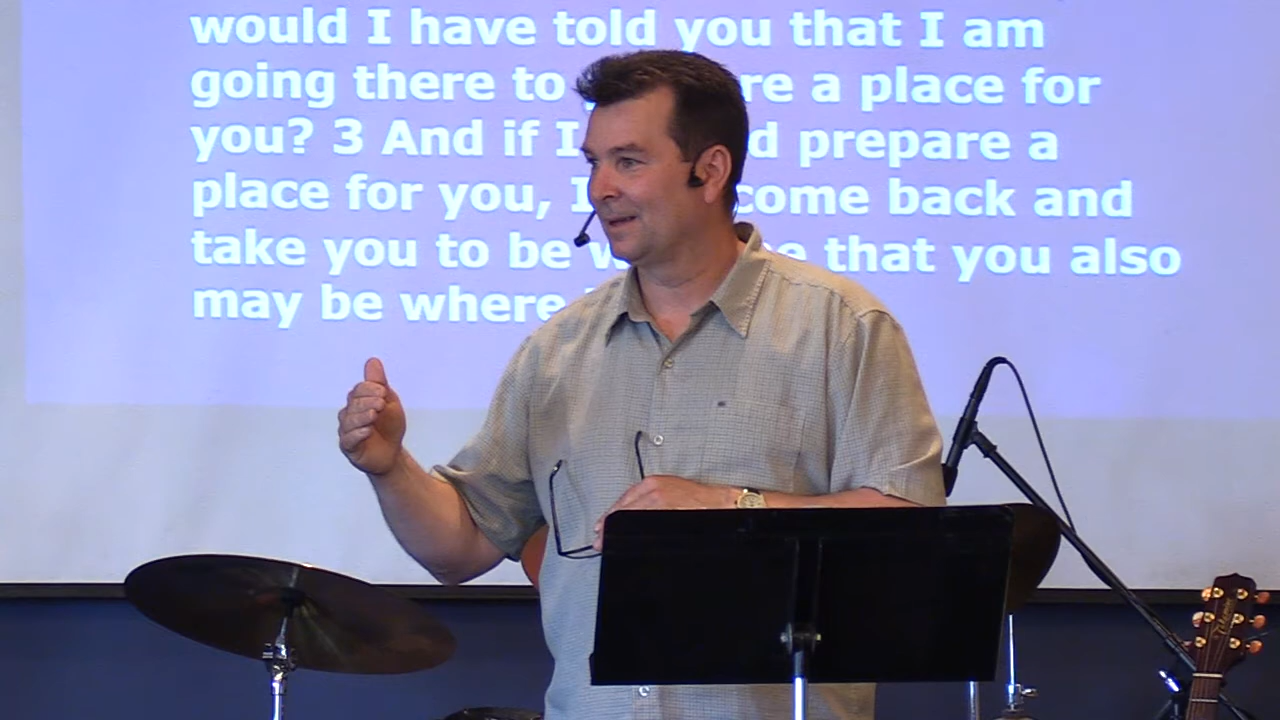 would I have told you that I am
going there to re a place for
you? 3 And if I d prepare a
place for you, I come back and
take you to be w e that you also
may be where